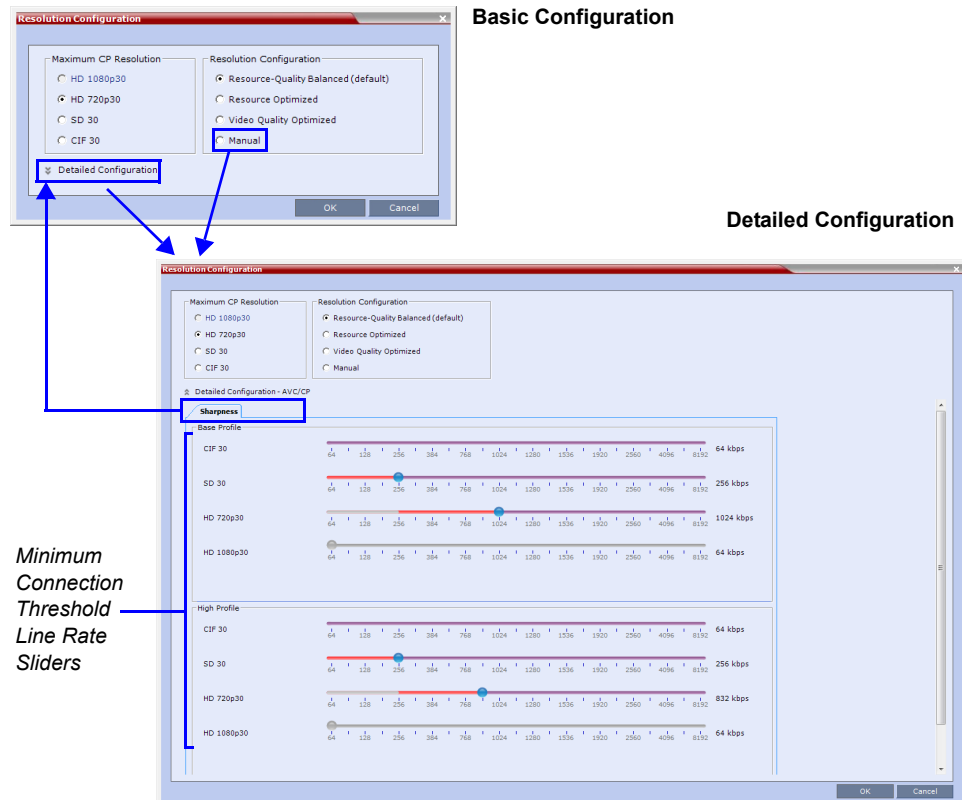 Basic Configuration
Resolution Configuration
Maximum CP Resolution
HD 1080p30
HD 720p30
SD 30
CIF 30
Resolution Configuration
Resource-Quality Balanced (default)
Resource Optimized
Video Quality Optimized
Manual
Detailed Configuration
OK Cancel
Detailed Configuration
Resolution Configuration
Maximum CP Resolution
HD 1080p30
HD 720p30
SD 30
CIF 30
Resolution Configuration
Resource-Quality Balanced (default)
Resource Optimized
Video Quality Optimized
Manual
Detailed Configuration - AVC/CP
Sharpness
Base Profile
CIF 30 64 kbps
64 128 256 384 768 1024 1280 1536 1920 2560 4096 8192
SD 30 256 kbps
64 128 256 384 768 1024 1280 1536 1920 2560 4096 8192
HD 720p30 1024 kbps
64 128 256 384 768 1024 1280 1536 1920 2560 4096 8192
HD 1080p30 64 kbps
64 128 256 384 768 1024 1280 1536 1920 2560 4096 8192
High Profile
CIF 30 64 kbps
64 128 256 384 768 1024 1280 1536 1920 2560 4096 8192
SD 30 256 kbps
64 128 256 384 768 1024 1280 1536 1920 2560 4096 8192
HD 720p30 832 kbps
64 128 256 384 768 1024 1280 1536 1920 2560 4096 8192
HD 1080p30 64 kbps
64 128 256 384 768 1024 1280 1536 1920 2560 4096 8192
OK Cancel
Minimum
Connection
Threshold
Line Rate
Sliders